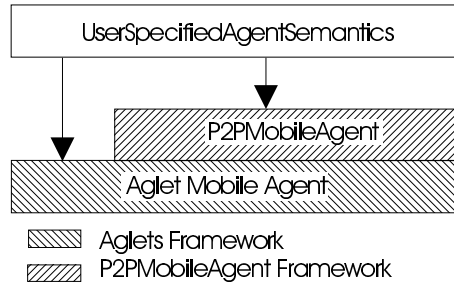 UserSpecifiedAgentSemantics
P2PMobileAgent
Aglet Mobile Agent
Aglets Framework
P2PMobileAgent Framework